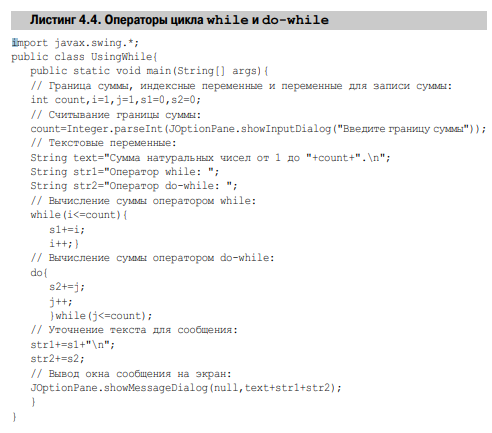 Листинг 4.4. Операторы цикла while и do-while
import javax.swing.*;
public class UsingWhile{
public static void main(String[] args){
// Граница суммы, индексные переменные и переменные для записи суммы:
int count,i=1,j=1,s1=0,s2=0;
// Считывание границы суммы:
count=Integer.parseInt(JOptionPane.showInputDialog("Введите границу суммы"));
// Текстовые переменные:
String text="Сумма натуральных чисел от 1 до "+count+".\n";
String str1="Оператор while: ";
String str2="Оператор do-while: ";
// Вычисление суммы оператором while:
while(i<=count){
s1+=i;
i++;}
// Вычисление суммы оператором do-while:
do{
s2+=j;
j++;
}while(j<=count);
// Уточнение текста для сообщения:
str1+=s1+"\n";
str2+=s2;
// Вывод окна сообщения на экран:
JOptionPane.showMessageDialog(null,text+str1+str2);
}
}